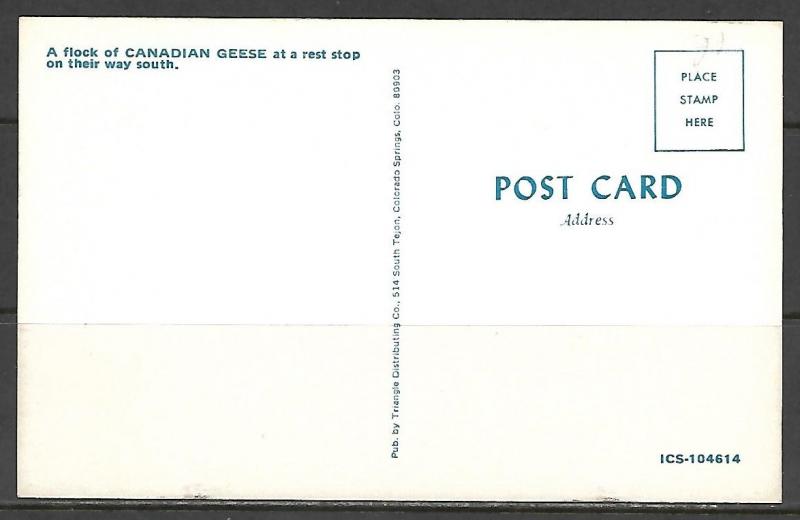 A flock of CANADIAN GEESE at a rest stop
on their way south.
Pub. by Triangle Distributing Co., 514 South Tejon, Colorado Springs, Colo. 80903
PLACE
STAMP
HERE
POST CARD
Address
ICS-104614